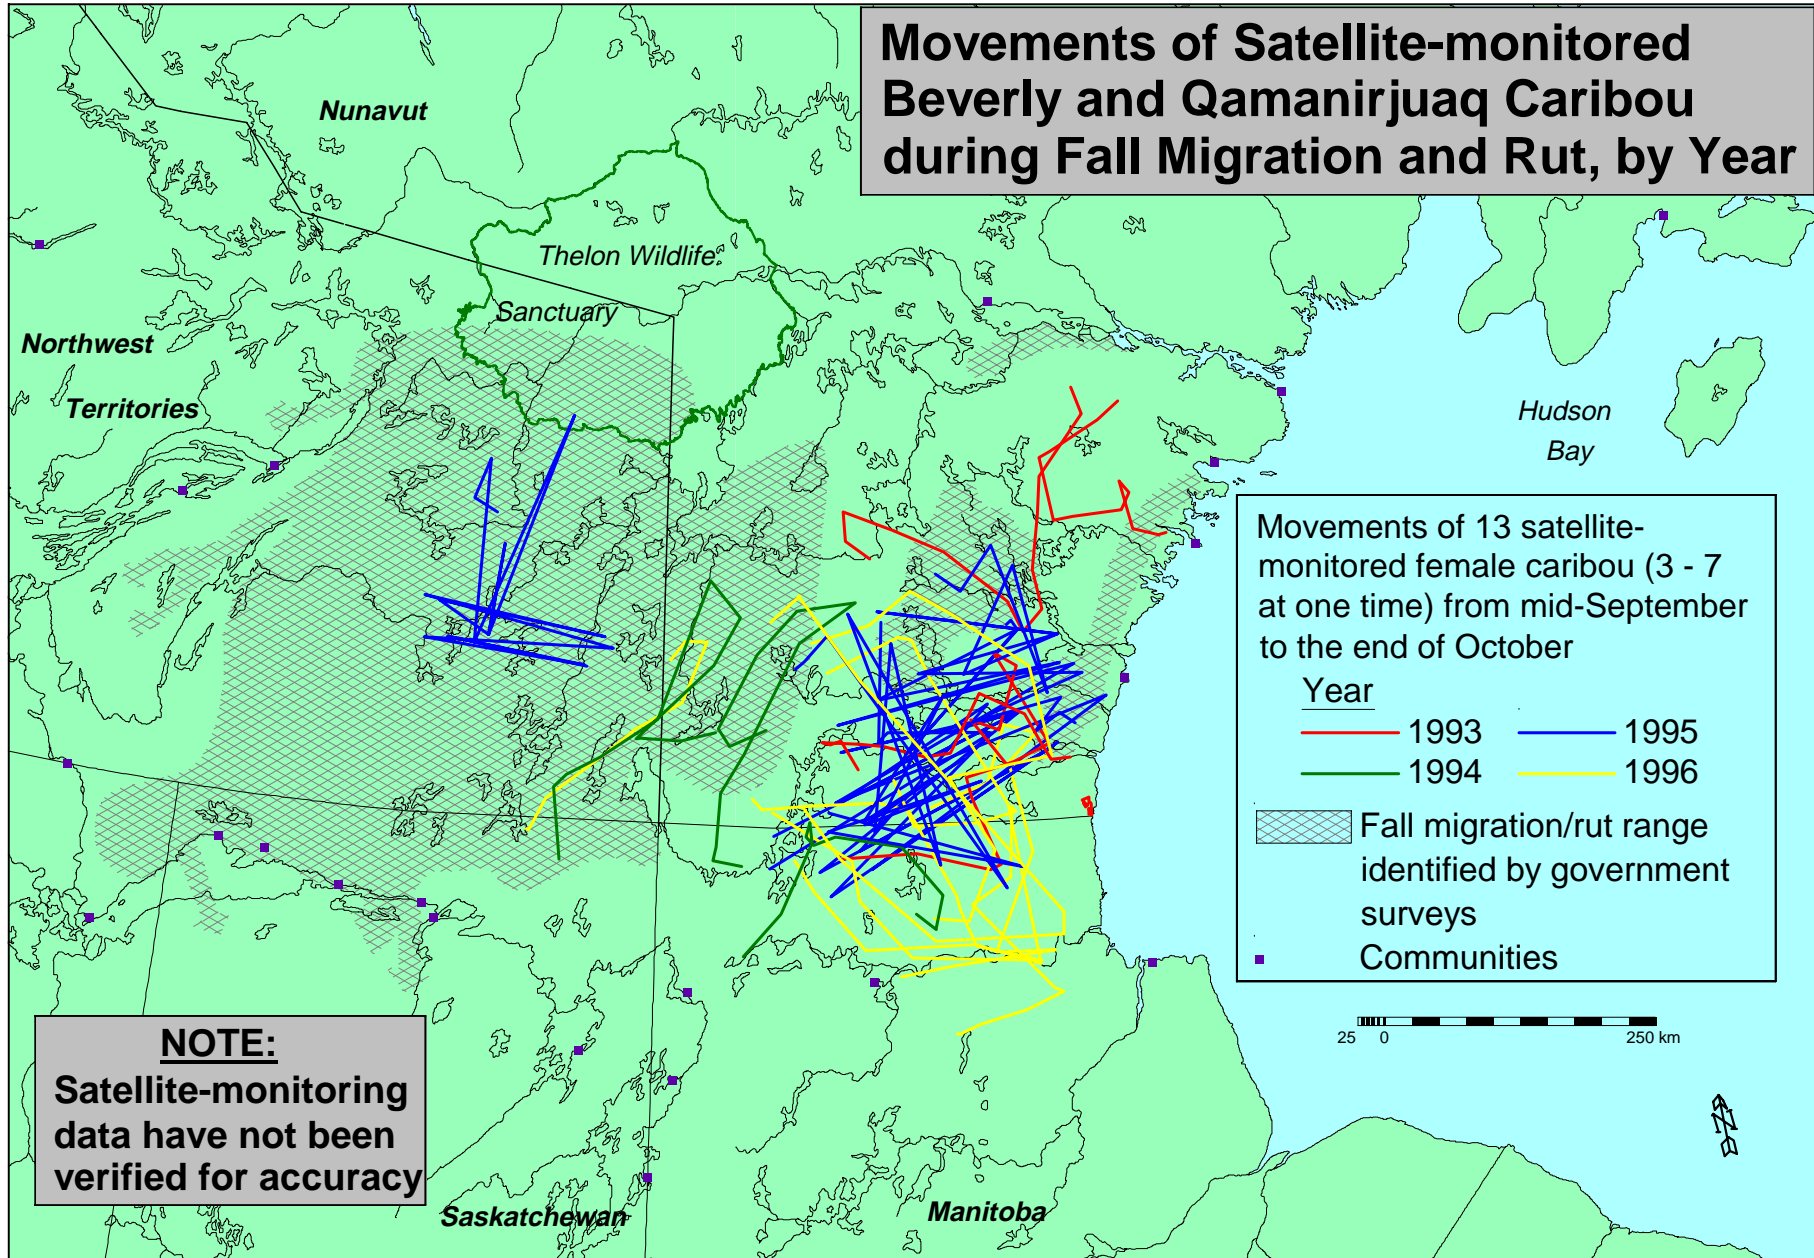 Movements of Satellite-monitored
Beverly and Qamanirjuaq Caribou
during Fall Migration and Rut, by Year
Nunavut
Thelon Wildlife
Sanctuary
Northwest
Territories
Hudson
Bay
Movements of 13 satellite-
monitored female caribou (3 - 7
at one time) from mid-September
to the end of October
Year
1993 1995
1994 1996
Fall migration/rut range
identified by government
surveys
Communities
25 0 250 km
N
NOTE:
Satellite-monitoring
data have not been
verified for accuracy
Saskatchewan
Manitoba